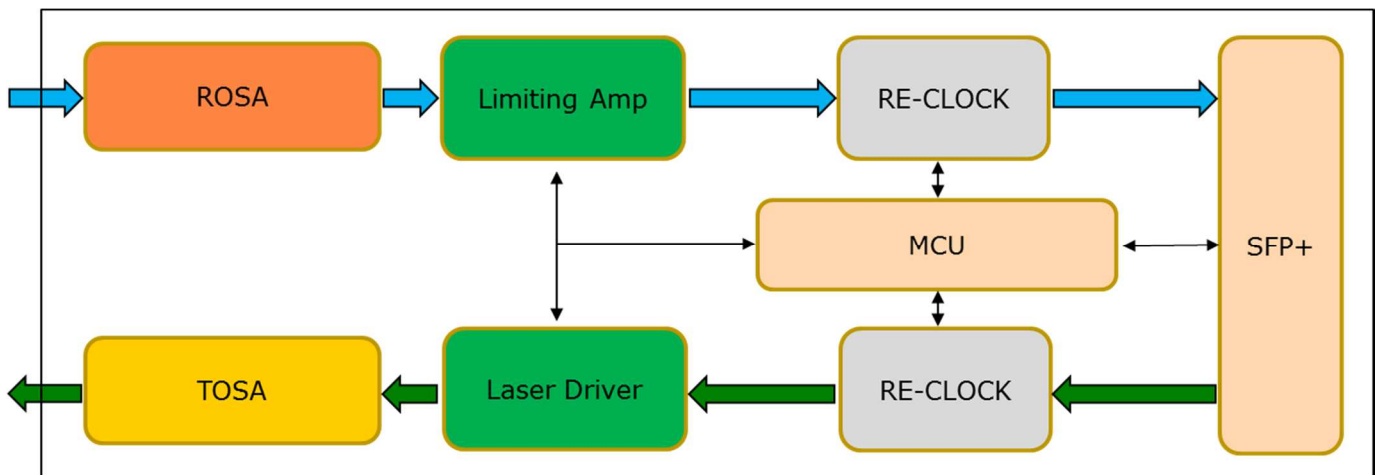 ROSA
Limiting Amp
RE-CLOCK
MCU
SFP+
TOSA
Laser Driver
RE-CLOCK